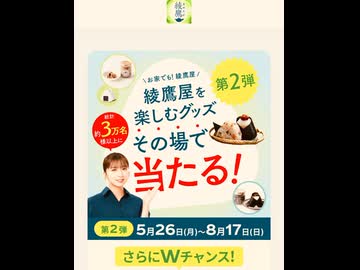 綾鷹
お家でも!綾鷹屋
第2弾
綾鷹屋を
楽しむグッズ
総計
約3万名
様以上に
その場で
当たる!
第2弾 5月26日(月)~8月17日(日)
さらにWチャンス!